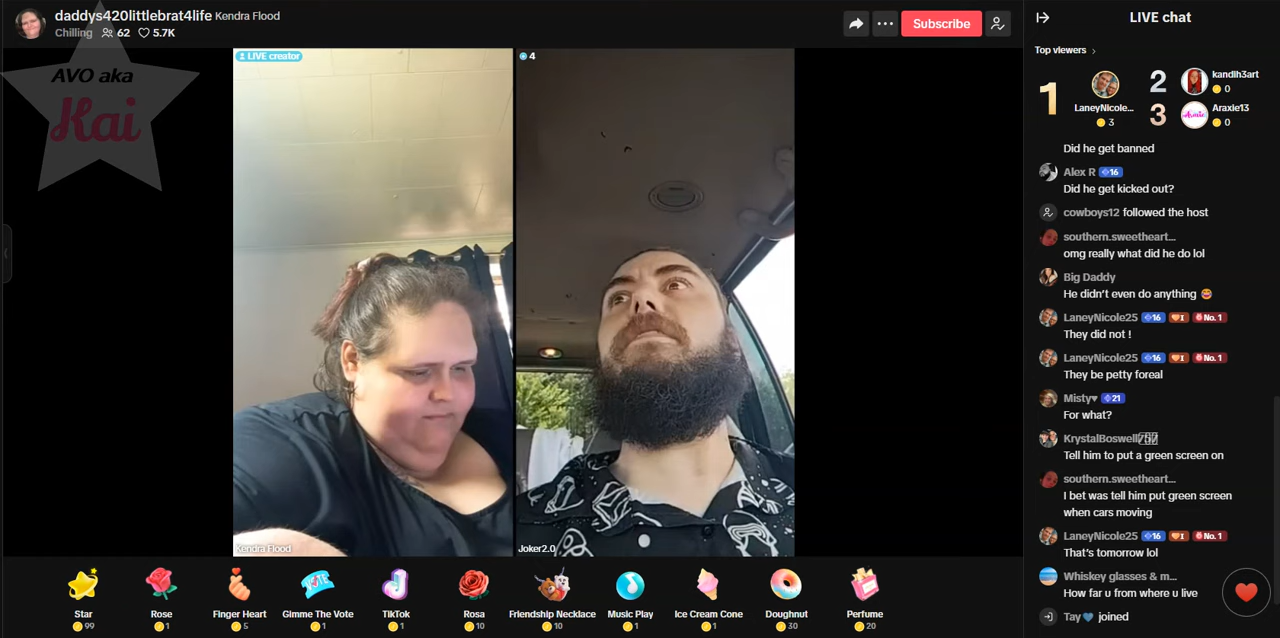 daddys420littlebrat4life Kendra Flood
Chilling 62 5.7K
Subscribe
AVO aka
Kai
LIVE creator
4
Kendra Flood
Joker2.0
Star
99
Rose
1
Finger Heart
5
VOTE
GImme The Vote
1
TikTok
1
Rosa
10
Friendship Necklace
10
Music Play
1
Ice Cream Cone
1
Doughnut
30
Perfume
20
LIVE chat
Top viewers
1 LaneyNicole... 3
2 kandih3art 0
3 Araxie13 0
Did he get banned
Alex R 16
Did he get kicked out?
cowboys12 followed the host
southern.sweetheart...
omg really what did he do lol
Big Daddy
He didn't even do anything
LaneyNicole25 16 I No. 1
They did not !
LaneyNicole25 16 I No. 1
They be petty foreal
Misty♥ 21
For what?
KrystalBoswell
Tell him to put a green screen on
southern.sweetheart...
I bet was tell him put green screen
when cars moving
LaneyNicole25 16 I No. 1
That's tomorrow lol
Whiskey glasses & m...
How far u from where u live
Tay joined